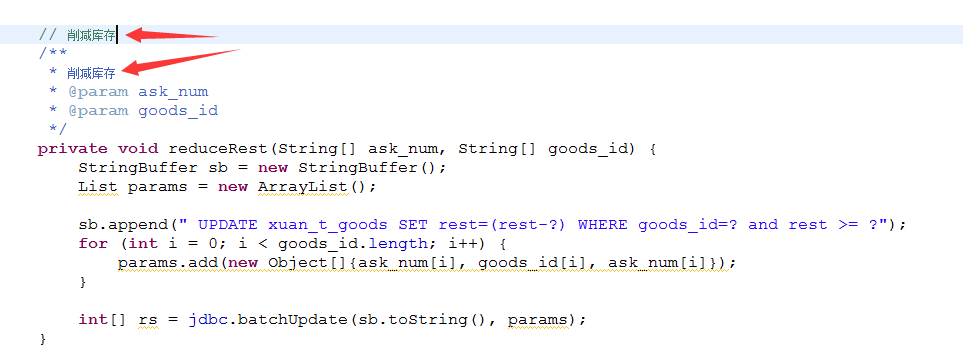 // 削减库存
/**
 * 削减库存
 * @param ask_num
 * @param goods_id
 */
private void reduceRest(String[] ask_num, String[] goods_id) {
    StringBuffer sb = new StringBuffer();
    List params = new ArrayList();
    sb.append(" UPDATE xuan_t_goods SET rest=(rest-?) WHERE goods_id=? and rest >= ?");
    for (int i = 0; i < goods_id.length; i++) {
        params.add(new Object[]{ask_num[i], goods_id[i], ask_num[i]});
    }
    int[] rs = jdbc.batchUpdate(sb.toString(), params);
}